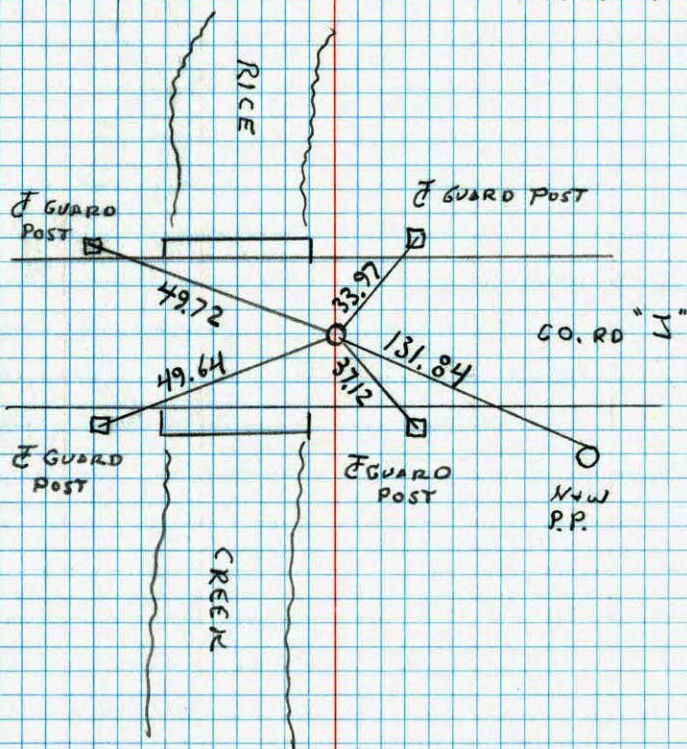 RICE
℄ GUARD
POST
℄ GUARD POST
49.72
33.97
CO. RD "J"
131.84
49.64
37.12
℄ GUARD
POST
℄ GUARD
POST
N+W
P.P.
CREEK